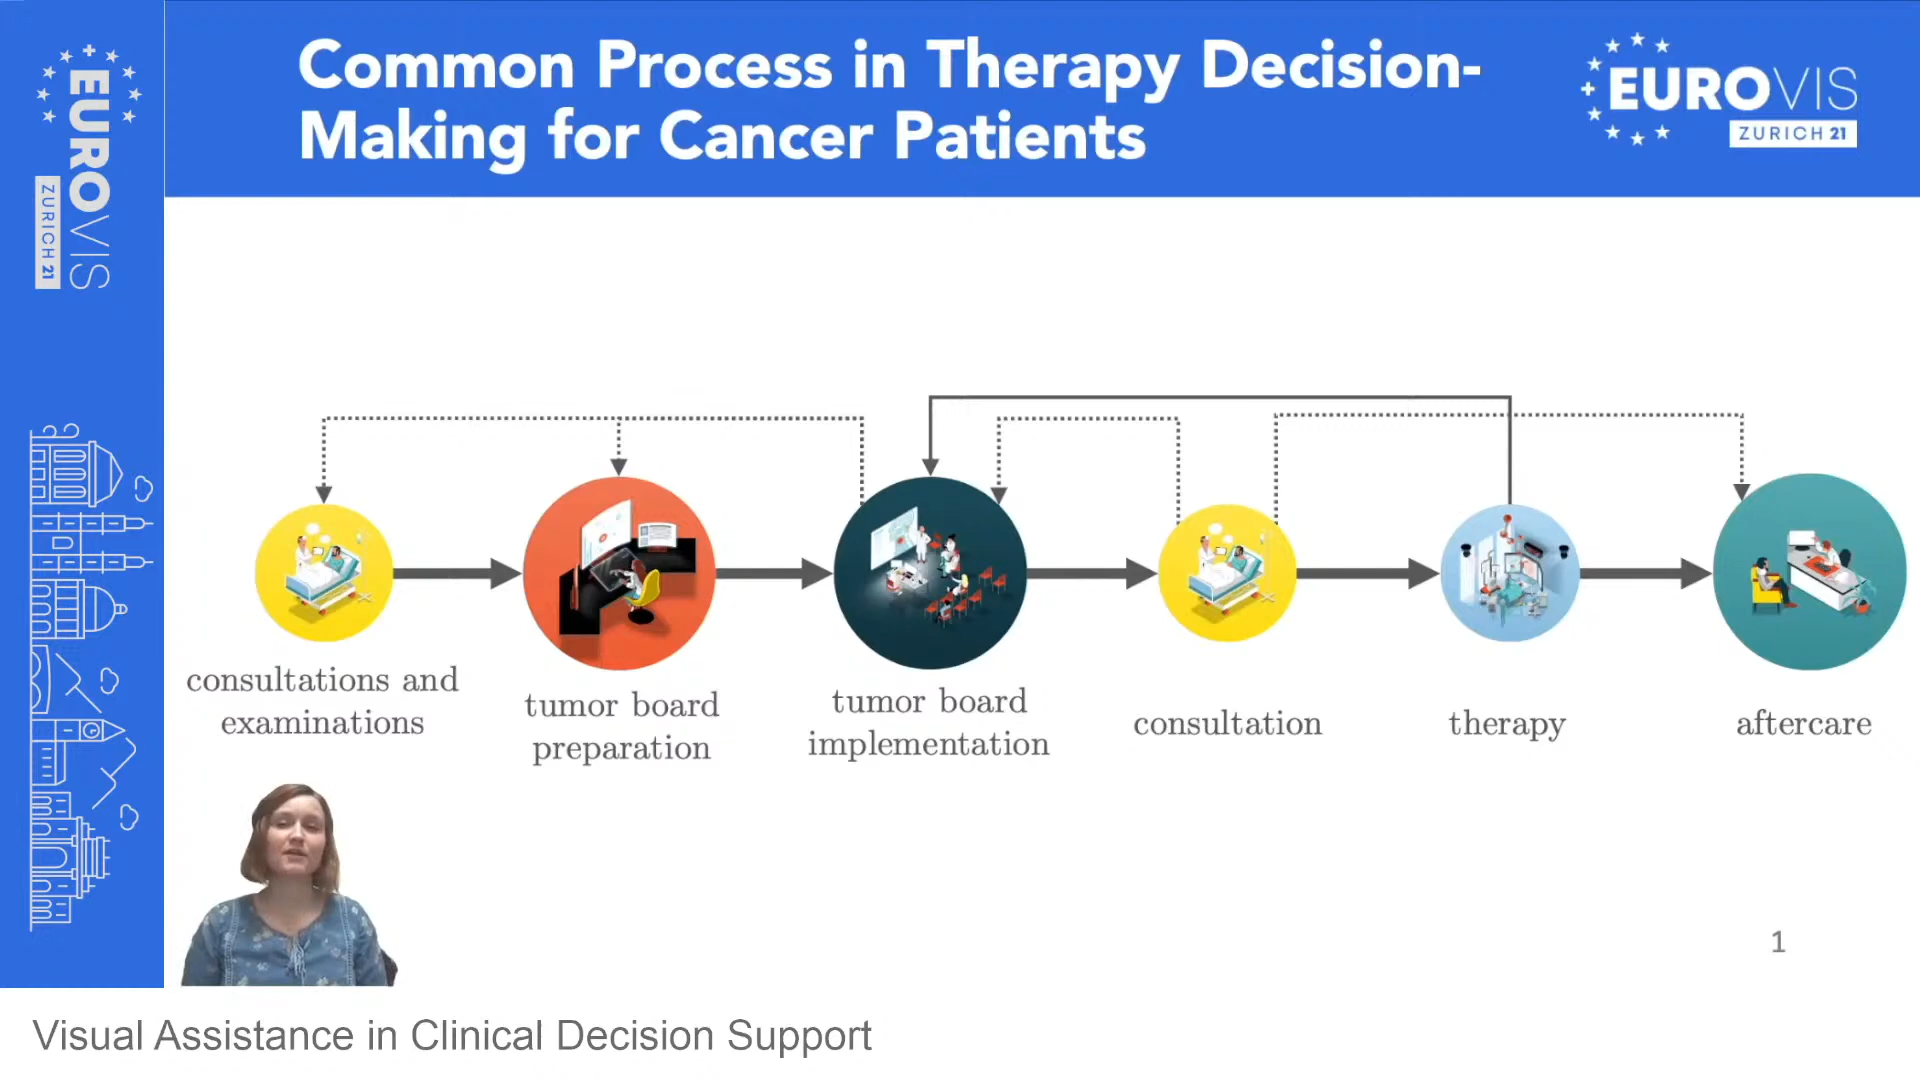 EUROVIS
ZURICH 21
Common Process in Therapy Decision-
Making for Cancer Patients
EUROVIS
ZURICH 21
consultations and
examinations
tumor board
preparation
tumor board
implementation
consultation
therapy
aftercare
1
Visual Assistance in Clinical Decision Support